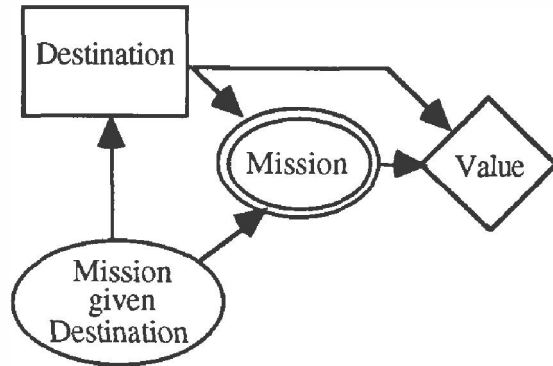 Destination
Mission
Value
Mission
given
Destination